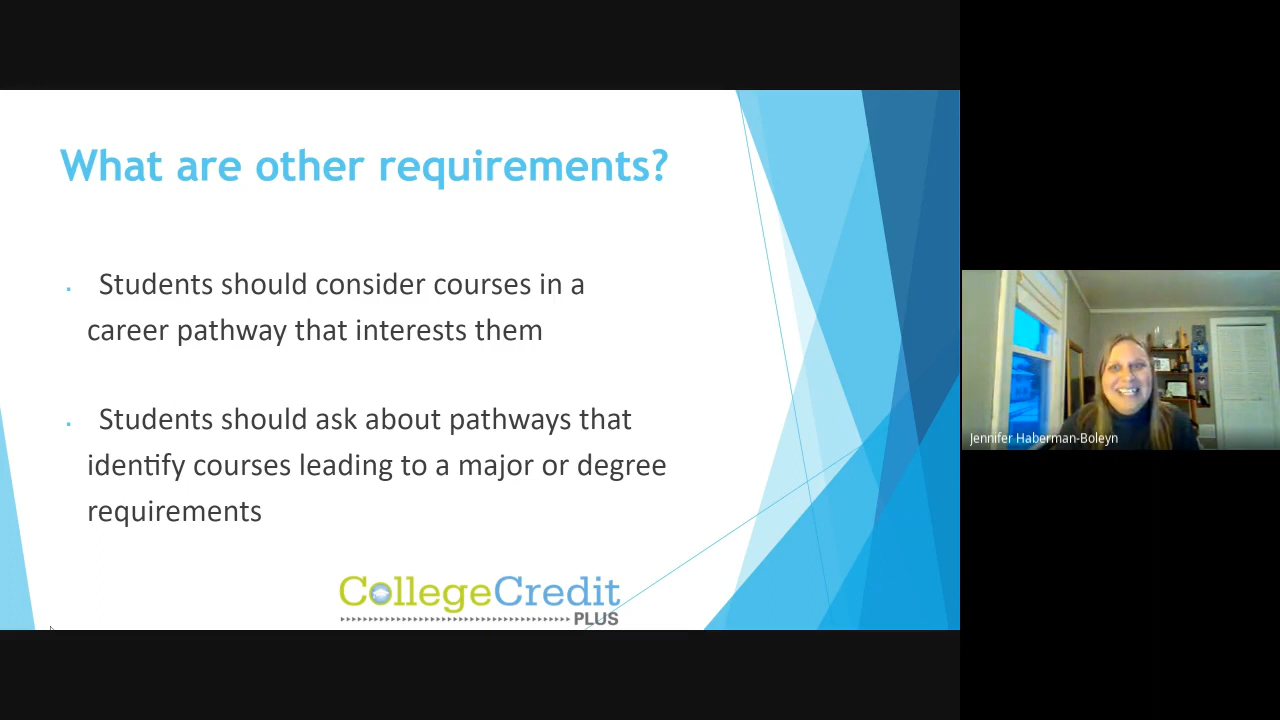 What are other requirements?
Students should consider courses in a
career pathway that interests them
Students should ask about pathways that
identify courses leading to a major or degree
requirements
CollegeCredit
PLUS
Jennifer Haberman-Boleyn